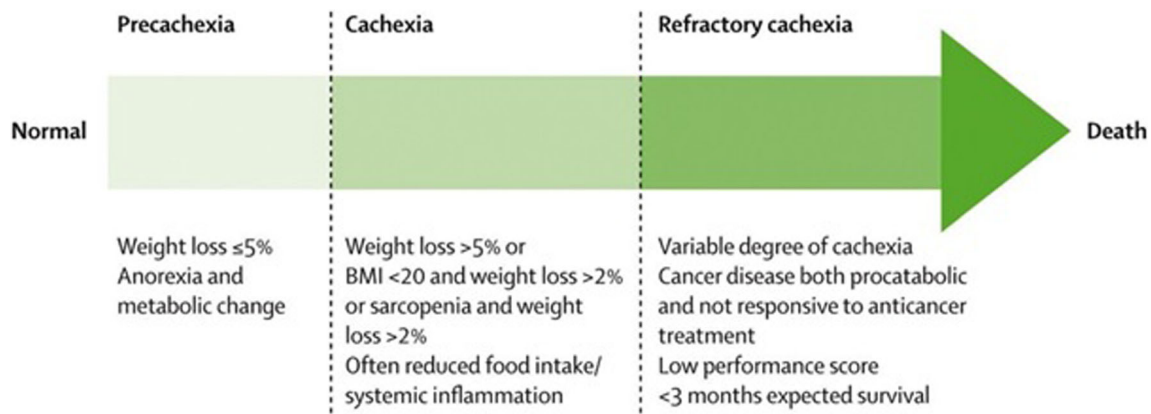 Precachexia
Cachexia
Refractory cachexia
Normal
Death
Weight loss ≤5%
Anorexia and
metabolic change
Weight loss >5% or
BMI <20 and weight loss >2%
or sarcopenia and weight
loss >2%
Often reduced food intake/
systemic inflammation
Variable degree of cachexia
Cancer disease both procatabolic
and not responsive to anticancer
treatment
Low performance score
<3 months expected survival